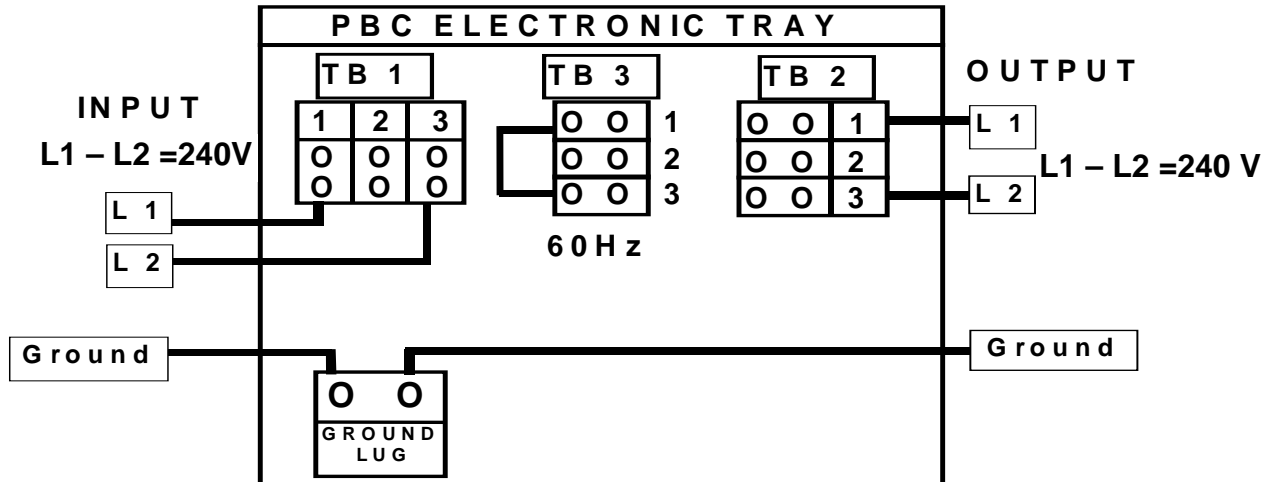 PBC ELECTRONIC TRAY
TB 1
TB 3
TB 2
OUTPUT
INPUT
L1 – L2 =240V
1 2 3
O O O
O O O
O O 1
O O 2
O O 3
60Hz
O O 1
O O 2
O O 3
L 1
L1 – L2 =240 V
L 2
L 1
L 2
Ground
Ground
O O
GROUND
LUG